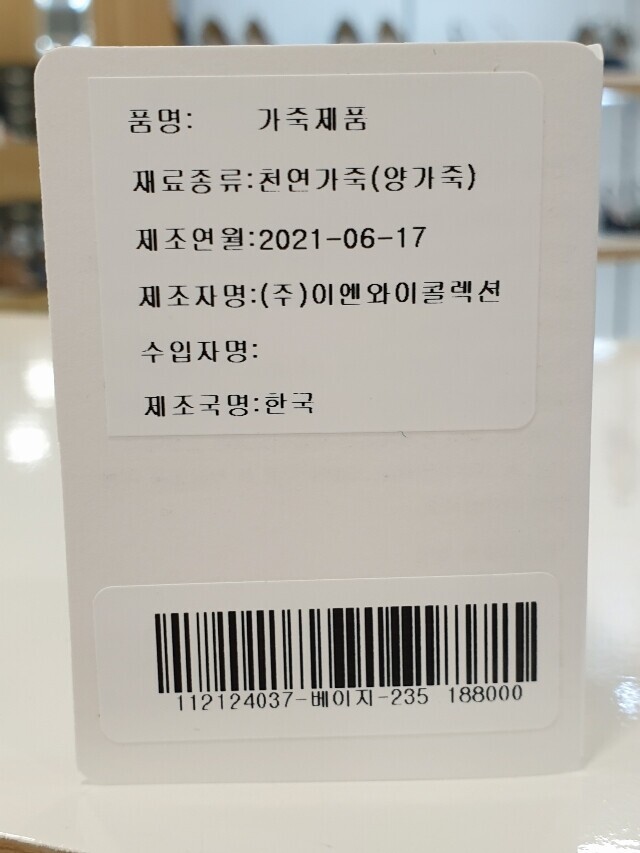 품명: 가죽제품
재료종류:천연가죽(양가죽)
제조연월:2021-06-17
제조자명:(주)이엔와이콜렉션
수입자명:
제조국명:한국
112124037-베이지-235 188000